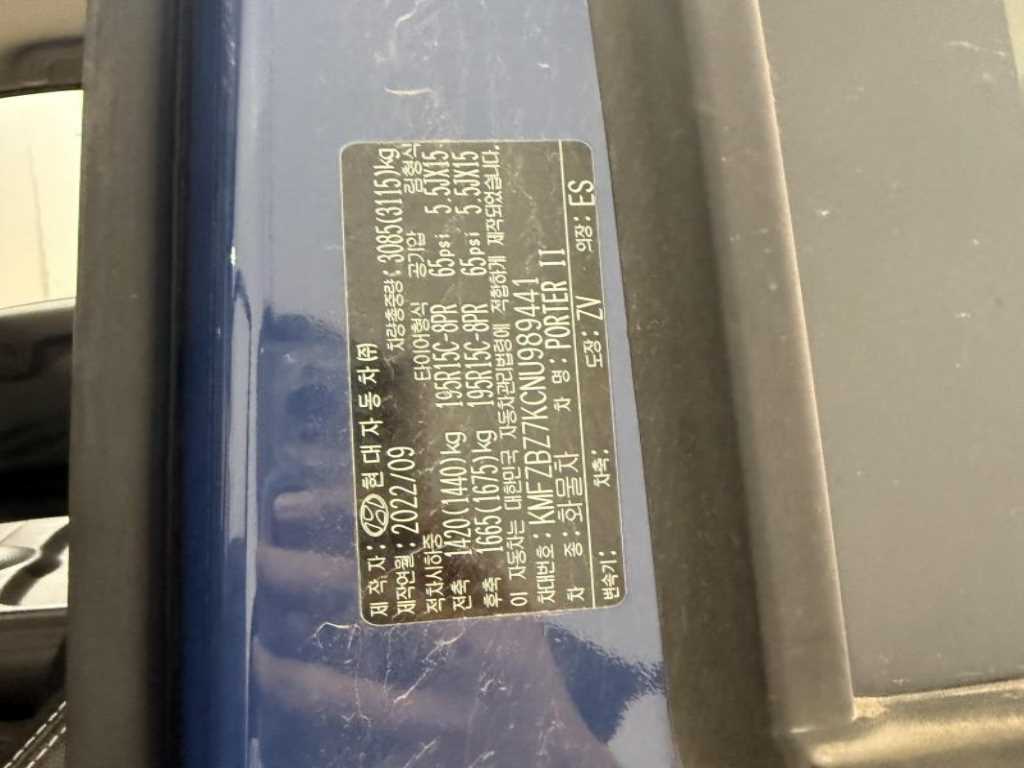 제 작 자 : 현대자동차(주)
제작연월: 2022/09 차량총중량: 3085(3115)kg
적차시하중 타이어형식 공기압 림형식
전축 1420(1440)kg 195R15C-8PR 65psi 5.5JX15
후축 1665(1675)kg 195R15C-8PR 65psi 5.5JX15
이 자동차는 대한민국 자동차관리법령에 적합하게 제작되었습니다.
차대번호: KMFZBZ7KCNU989441
차 종: 화물차 차 명: PORTER II
변속기: 차축: 도장: ZV 의장: ES